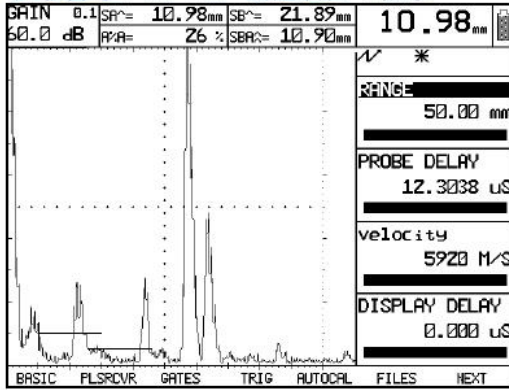 GAIN 0.1 SA^= 10.98mm SB^= 21.89mm 10.98mm
60.0 dB A%A= 26 % SBA^= 10.90mm
RANGE
50.00 mm
PROBE DELAY
12.3038 uS
velocity
5920 M/S
DISPLAY DELAY
0.000 uS
BASIC PLSRCVR GATES TRIG AUTOCAL FILES NEXT